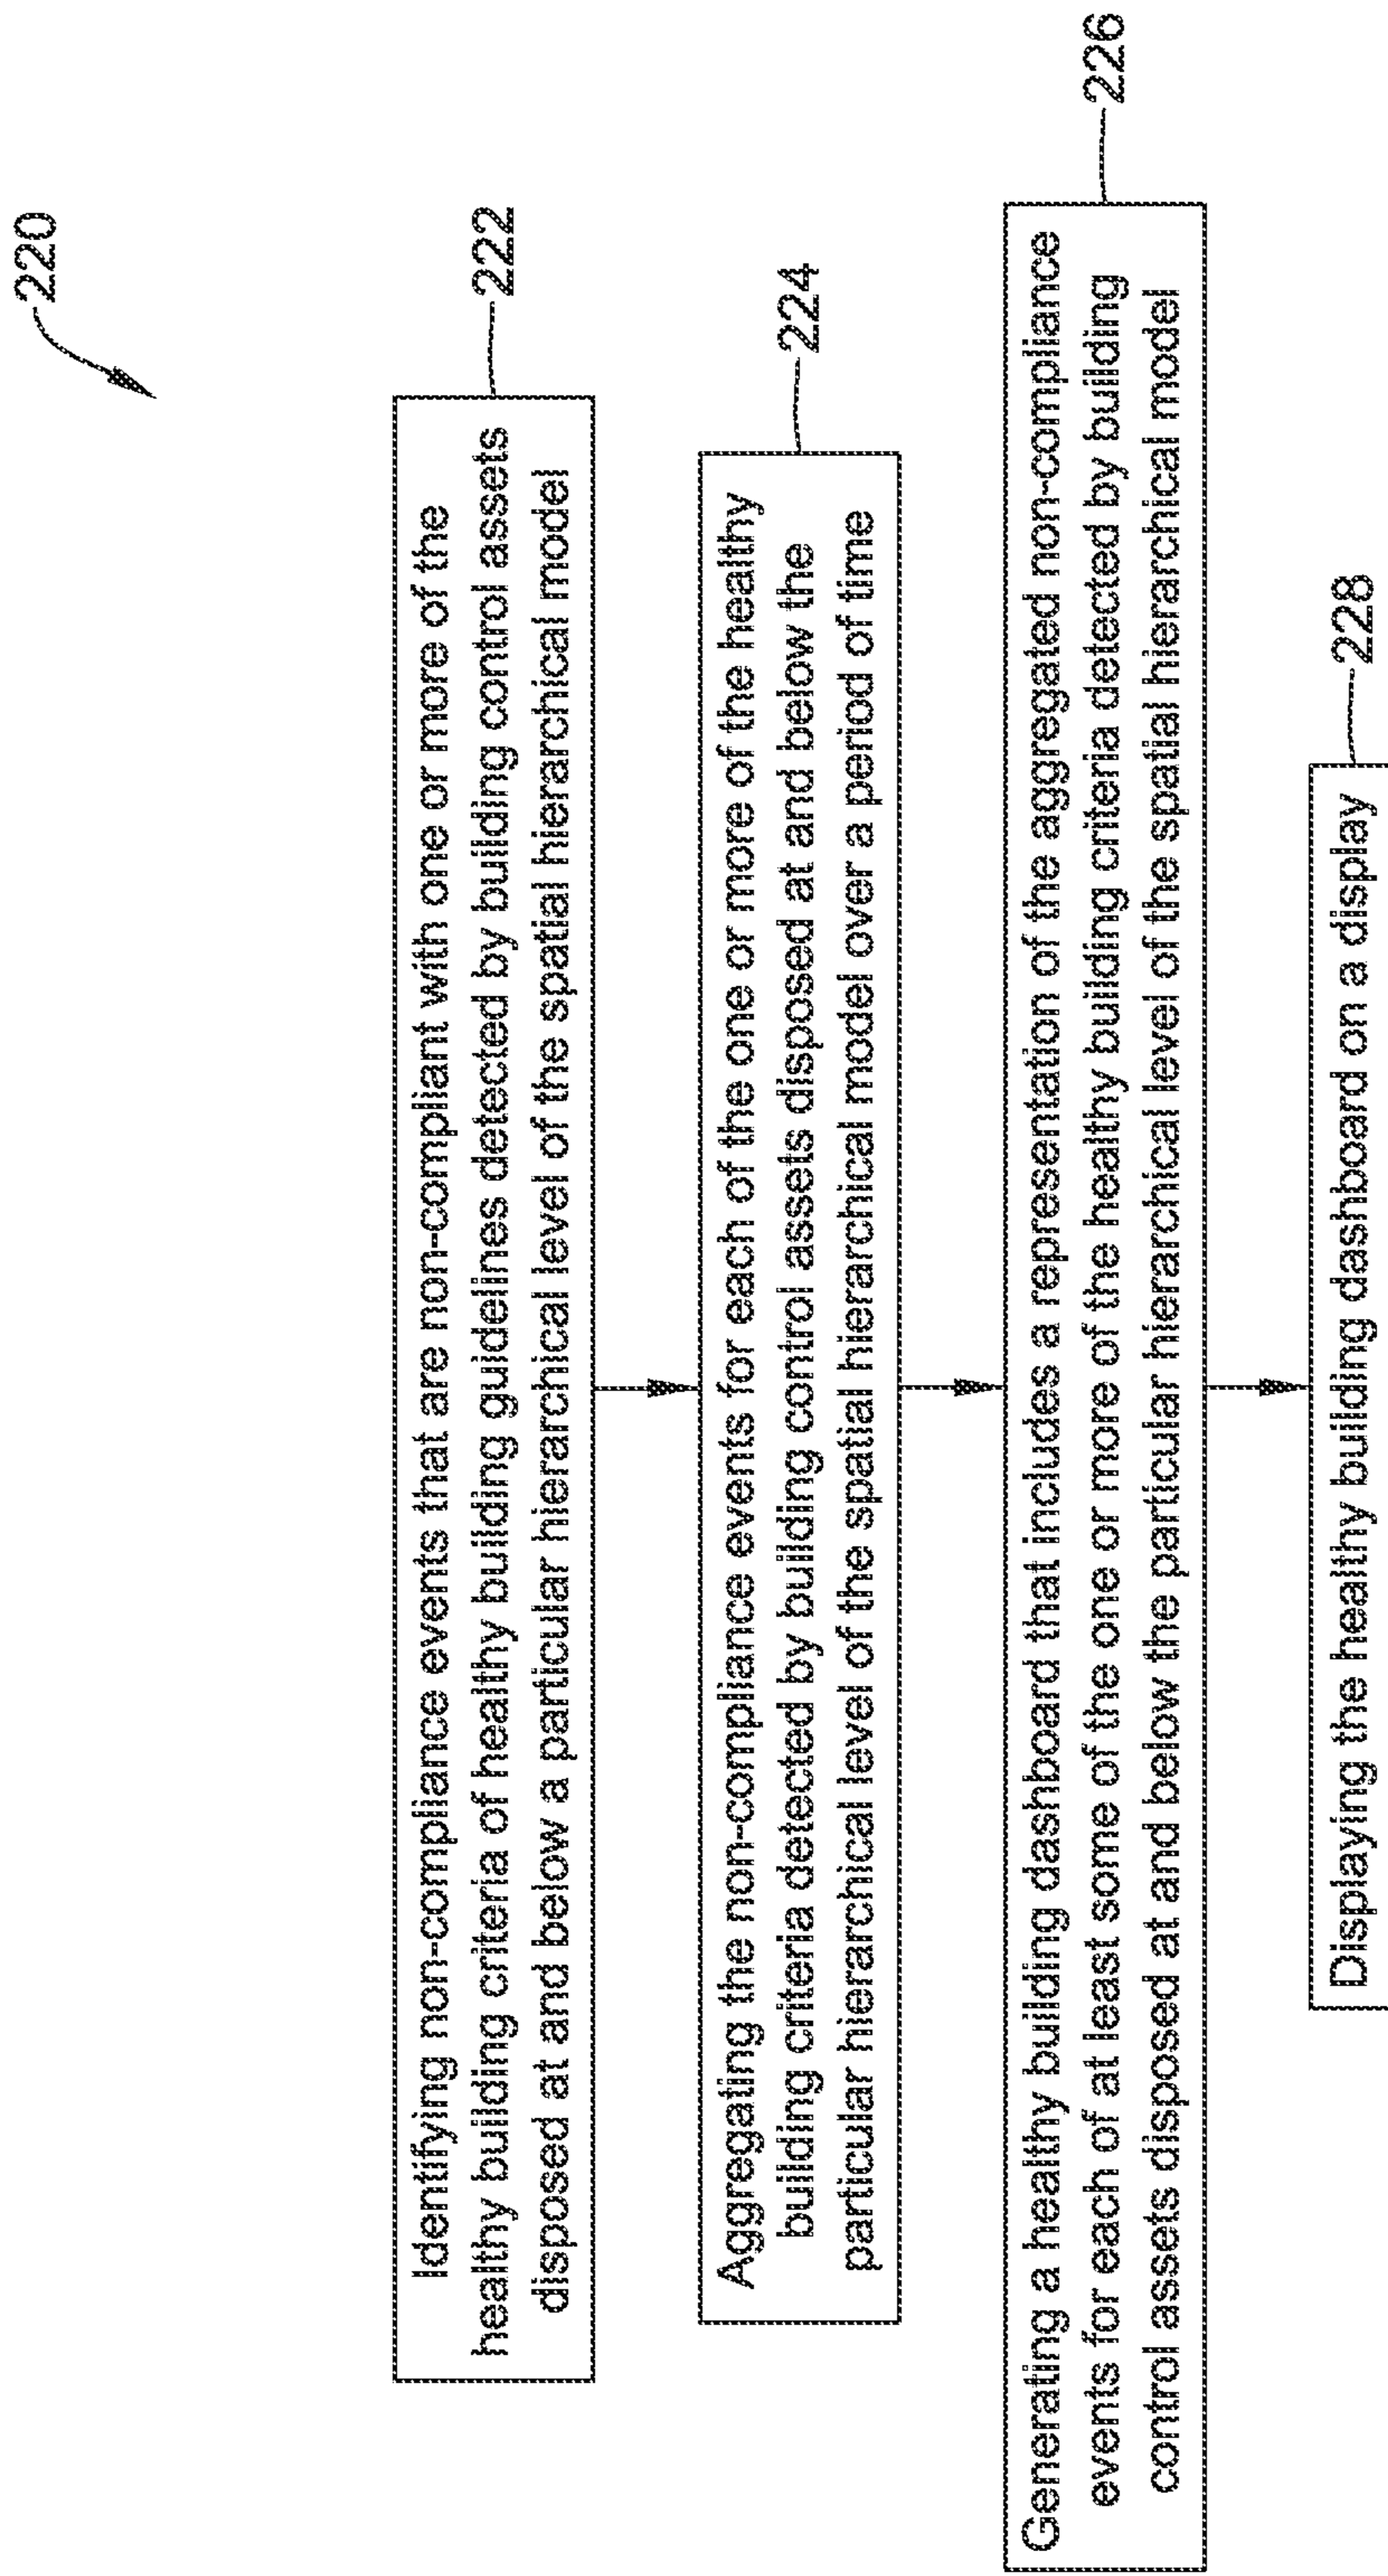 220
Identifying non-compliance events that are non-compliant with one or more of the
healthy building criteria of healthy building guidelines detected by building control assets
disposed at and below a particular hierarchical level of the spatial hierarchical model
222
Aggregating the non-compliance events for each of the one or more of the healthy
building criteria detected by building control assets disposed at and below the
particular hierarchical level of the spatial hierarchical model over a period of time
224
Generating a healthy building dashboard that includes a representation of the aggregated non-compliance
events for each of at least some of the one or more of the healthy building criteria detected by building
control assets disposed at and below the particular hierarchical level of the spatial hierarchical model
226
Displaying the healthy building dashboard on a display
228